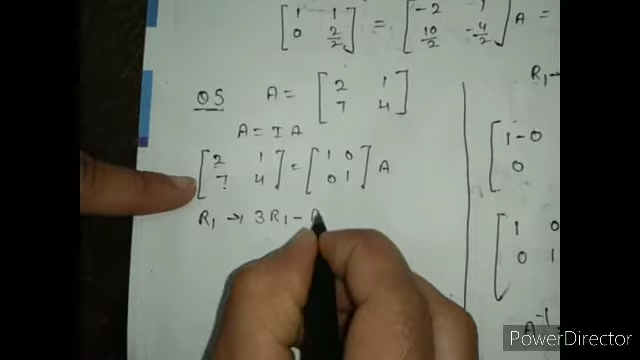 [1 1
0 2/2] = [-2 1
10/2 -4/2] A =
Q5 A = [2 1
7 4]
A = I A
[2 1
7 4] = [1 0
0 1] A
R₁ → 3R₁ -
R₁ →
[1-0
0
[1 0
0 1
A⁻¹
PowerDirector